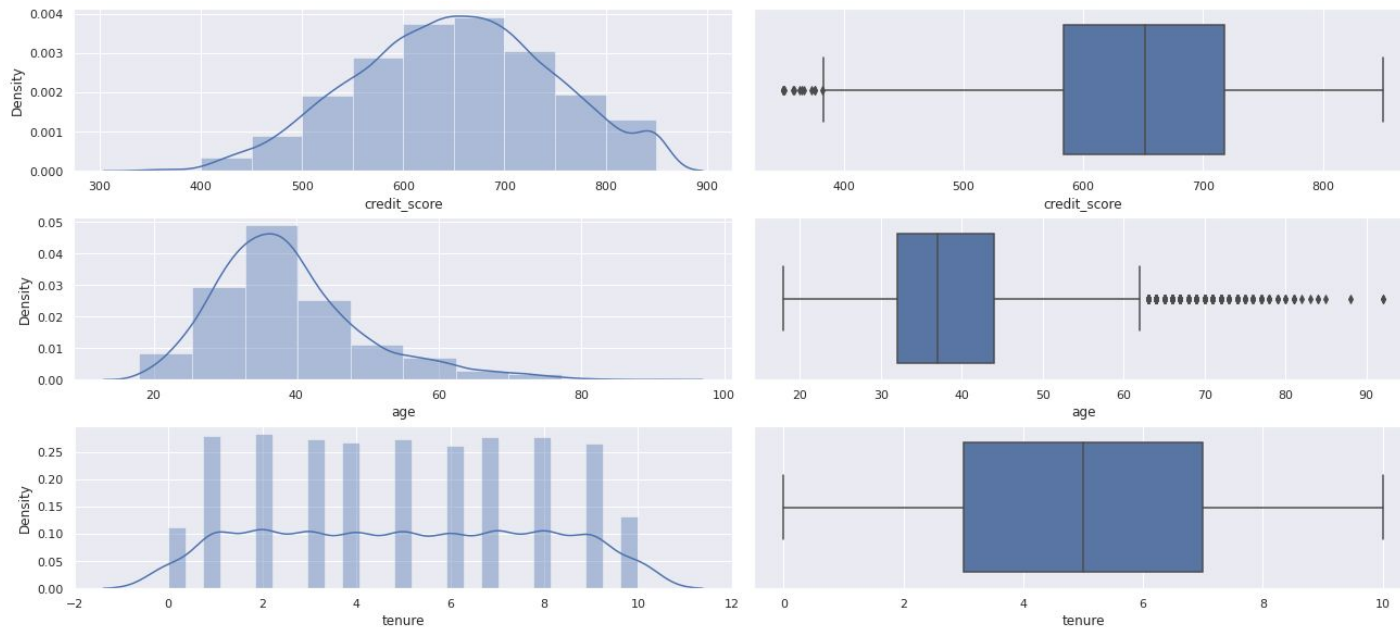 0.004
0.003
0.002
0.001
0.000
Density
300 400 500 600 700 800 900
credit_score
400 500 600 700 800
credit_score
0.05
0.04
0.03
0.02
0.01
0.00
Density
20 40 60 80 100
age
20 30 40 50 60 70 80 90
age
0.25
0.20
0.15
0.10
0.05
0.00
Density
−2 0 2 4 6 8 10 12
tenure
0 2 4 6 8 10
tenure